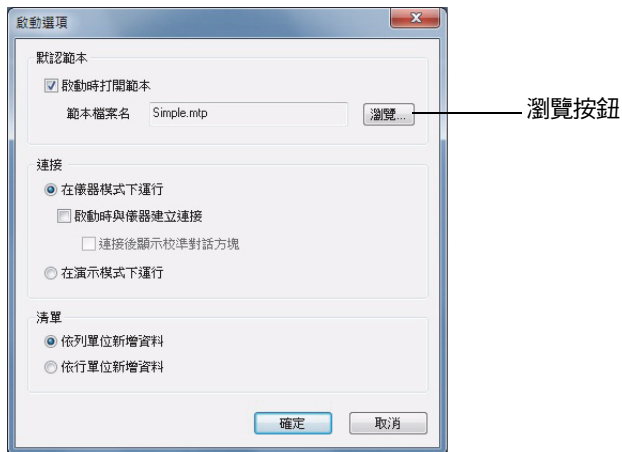 啟動選項
默認範本
啟動時打開範本
範本檔案名 Simple.mtp 瀏覽... 瀏覽按鈕
連接
在儀器模式下運行
啟動時與儀器建立連接
連接後顯示校準對話方塊
在演示模式下運行
清單
依列單位新增資料
依行單位新增資料
確定 取消